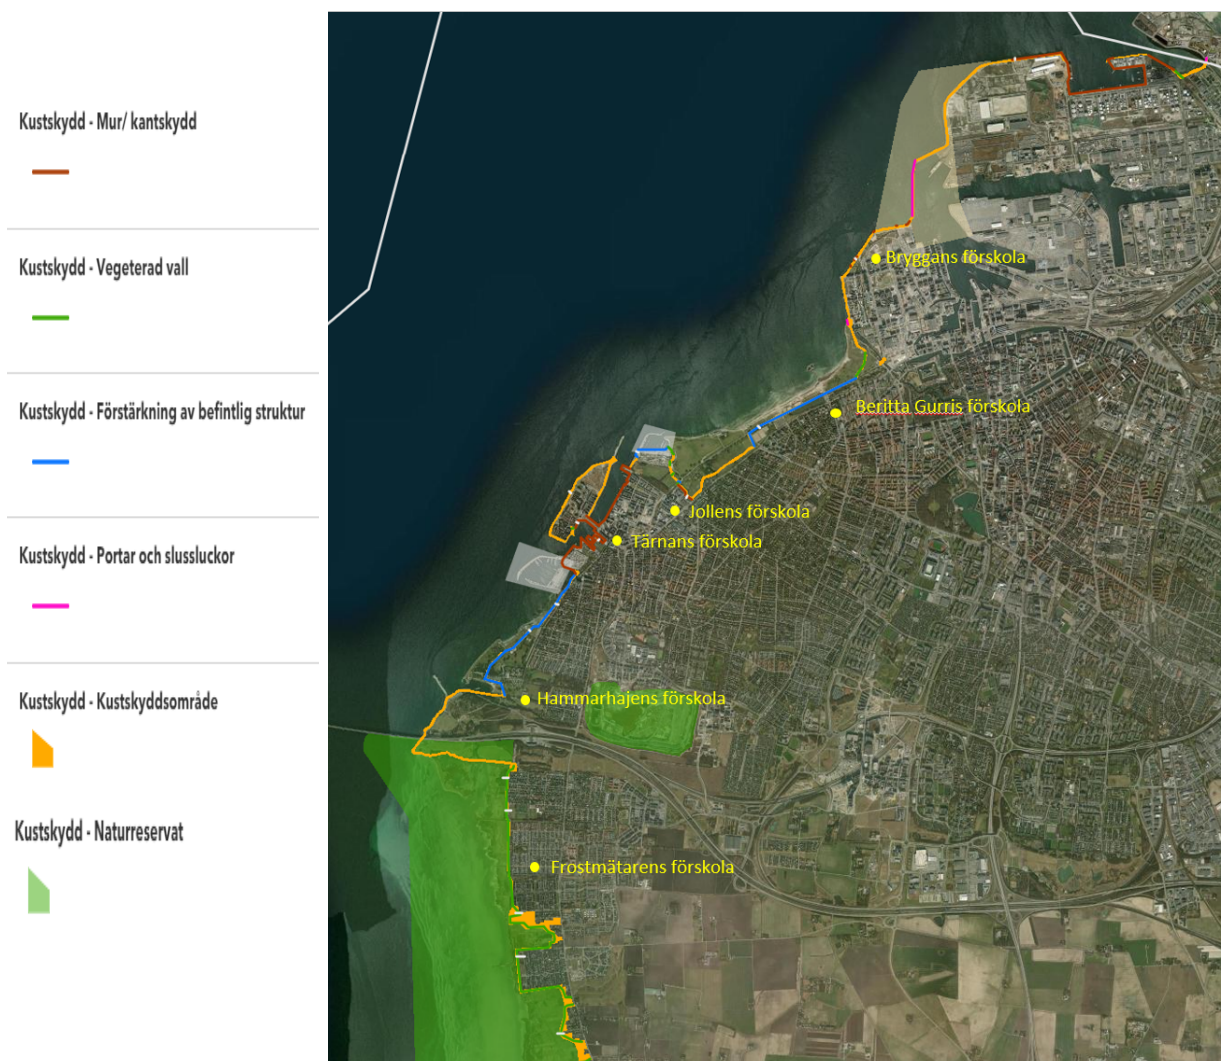 Kustskydd - Mur/ kantskydd
Kustskydd - Vegeterad vall
Kustskydd - Förstärkning av befintlig struktur
Kustskydd - Portar och slussluckor
Kustskydd - Kustskyddsområde
Kustskydd - Naturreservat
Bryggans förskola
Beritta Gurris förskola
Jollens förskola
Tärnans förskola
Hammarhajens förskola
Frostmätarens förskola